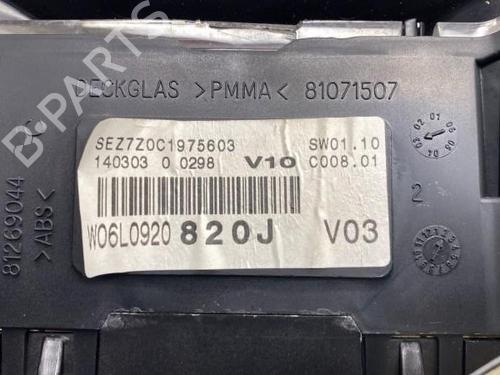 DECKGLAS >PMMA< 81071507
SEZ7Z0C1975603 SW01.10
140303 0 0298 V10 C008.01
W06L0920 820J V03
81269044
>ABS<
2
B-PARTS